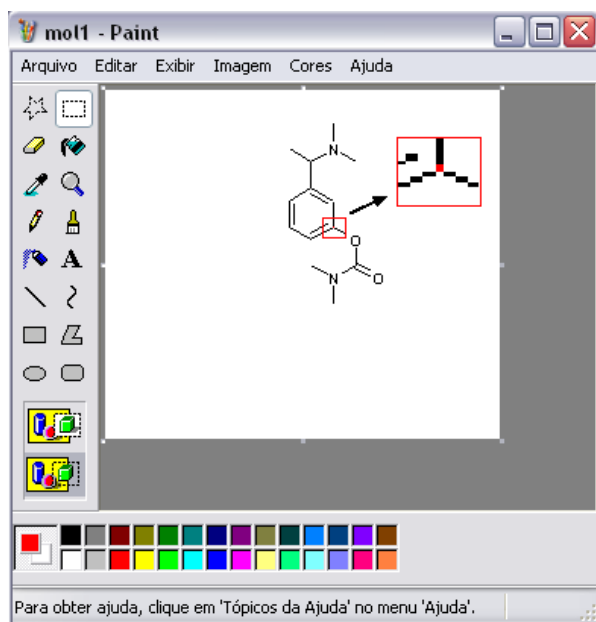 mol1 - Paint
Arquivo Editar Exibir Imagem Cores Ajuda
A
N
O
N
O
Para obter ajuda, clique em 'Tópicos da Ajuda' no menu 'Ajuda'.